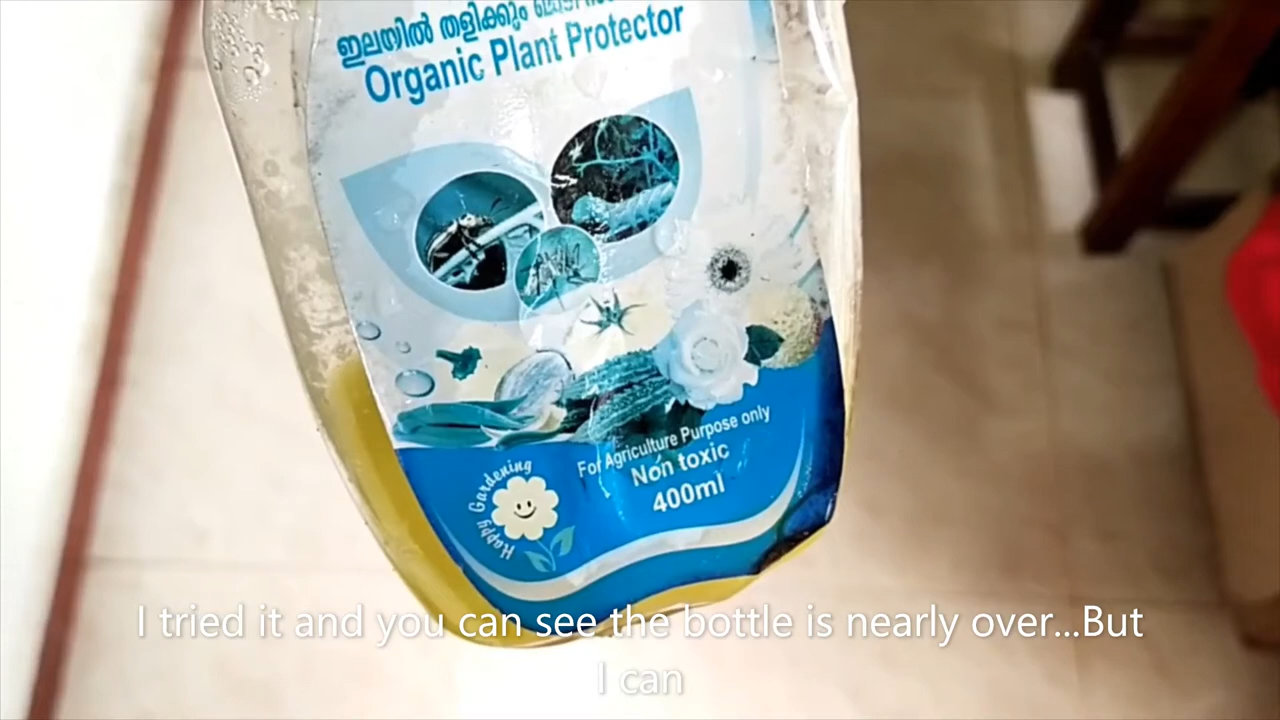 ഇലയിൽ തളിക്കും
Organic Plant Protector
For Agriculture Purpose only
Non toxic
400ml
Happy Gardening
I tried it and you can see the bottle is nearly over...But
I can